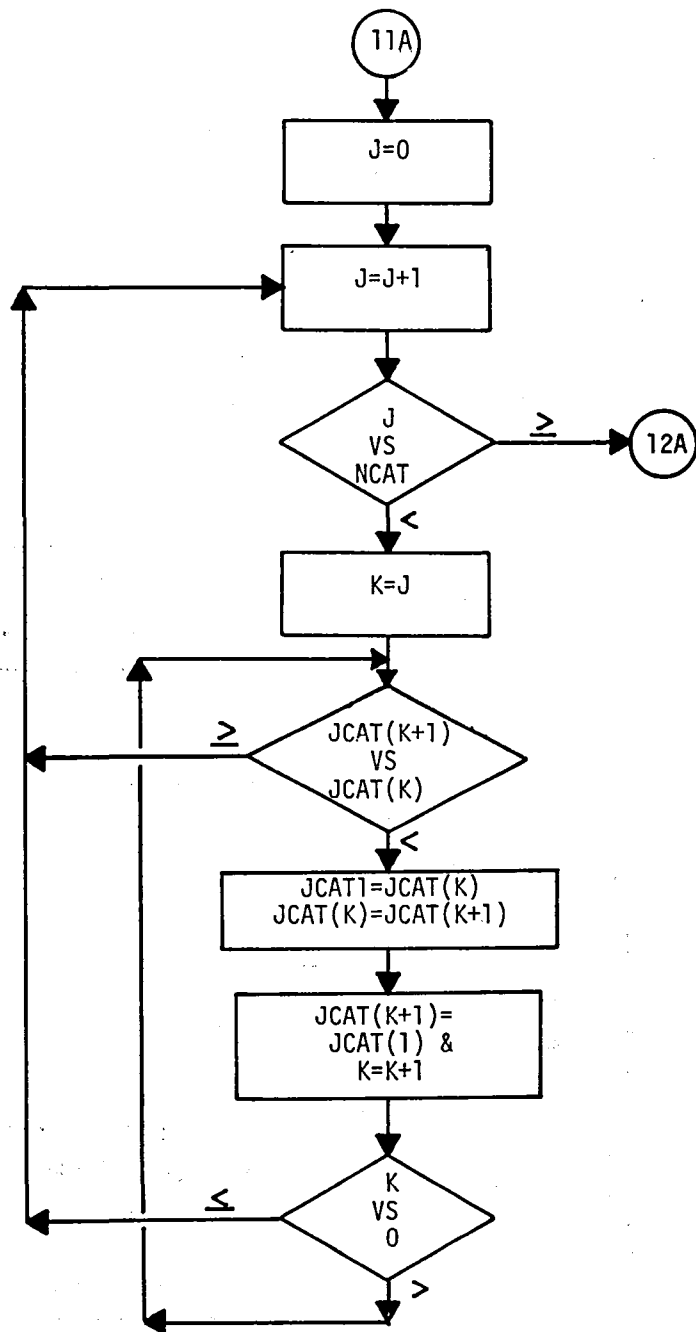 11A
J=0
J=J+1
J
VS
NCAT
≥
12A
<
K=J
JCAT(K+1)
VS
JCAT(K)
≥
<
JCAT1=JCAT(K)
JCAT(K)=JCAT(K+1)
JCAT(K+1)=
JCAT(1) &
K=K+1
K
VS
0
≤
>